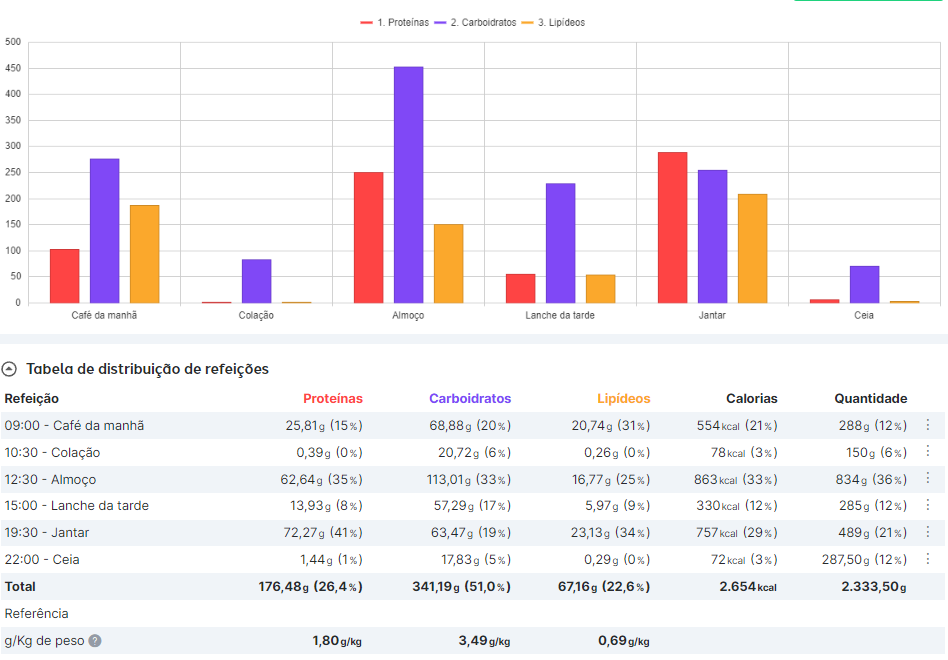 1. Proteínas 2. Carboidratos 3. Lipídeos
500
450
400
350
300
250
200
150
100
50
0
Café da manhã Colação Almoço Lanche da tarde Jantar Ceia
Tabela de distribuição de refeições
Refeição Proteínas Carboidratos Lipídeos Calorias Quantidade
09:00 - Café da manhã 25,81g (15%) 68,88g (20%) 20,74g (31%) 554kcal (21%) 288g (12%)
10:30 - Colação 0,39g (0%) 20,72g (6%) 0,26g (0%) 78kcal (3%) 150g (6%)
12:30 - Almoço 62,64g (35%) 113,01g (33%) 16,77g (25%) 863kcal (33%) 834g (36%)
15:00 - Lanche da tarde 13,93g (8%) 57,29g (17%) 5,97g (9%) 330kcal (12%) 285g (12%)
19:30 - Jantar 72,27g (41%) 63,47g (19%) 23,13g (34%) 757kcal (29%) 489g (21%)
22:00 - Ceia 1,44g (1%) 17,83g (5%) 0,29g (0%) 72kcal (3%) 287,50g (12%)
Total 176,48g (26,4%) 341,19g (51,0%) 67,16g (22,6%) 2.654kcal 2.333,50g
Referência
g/Kg de peso ? 1,80g/kg 3,49g/kg 0,69g/kg